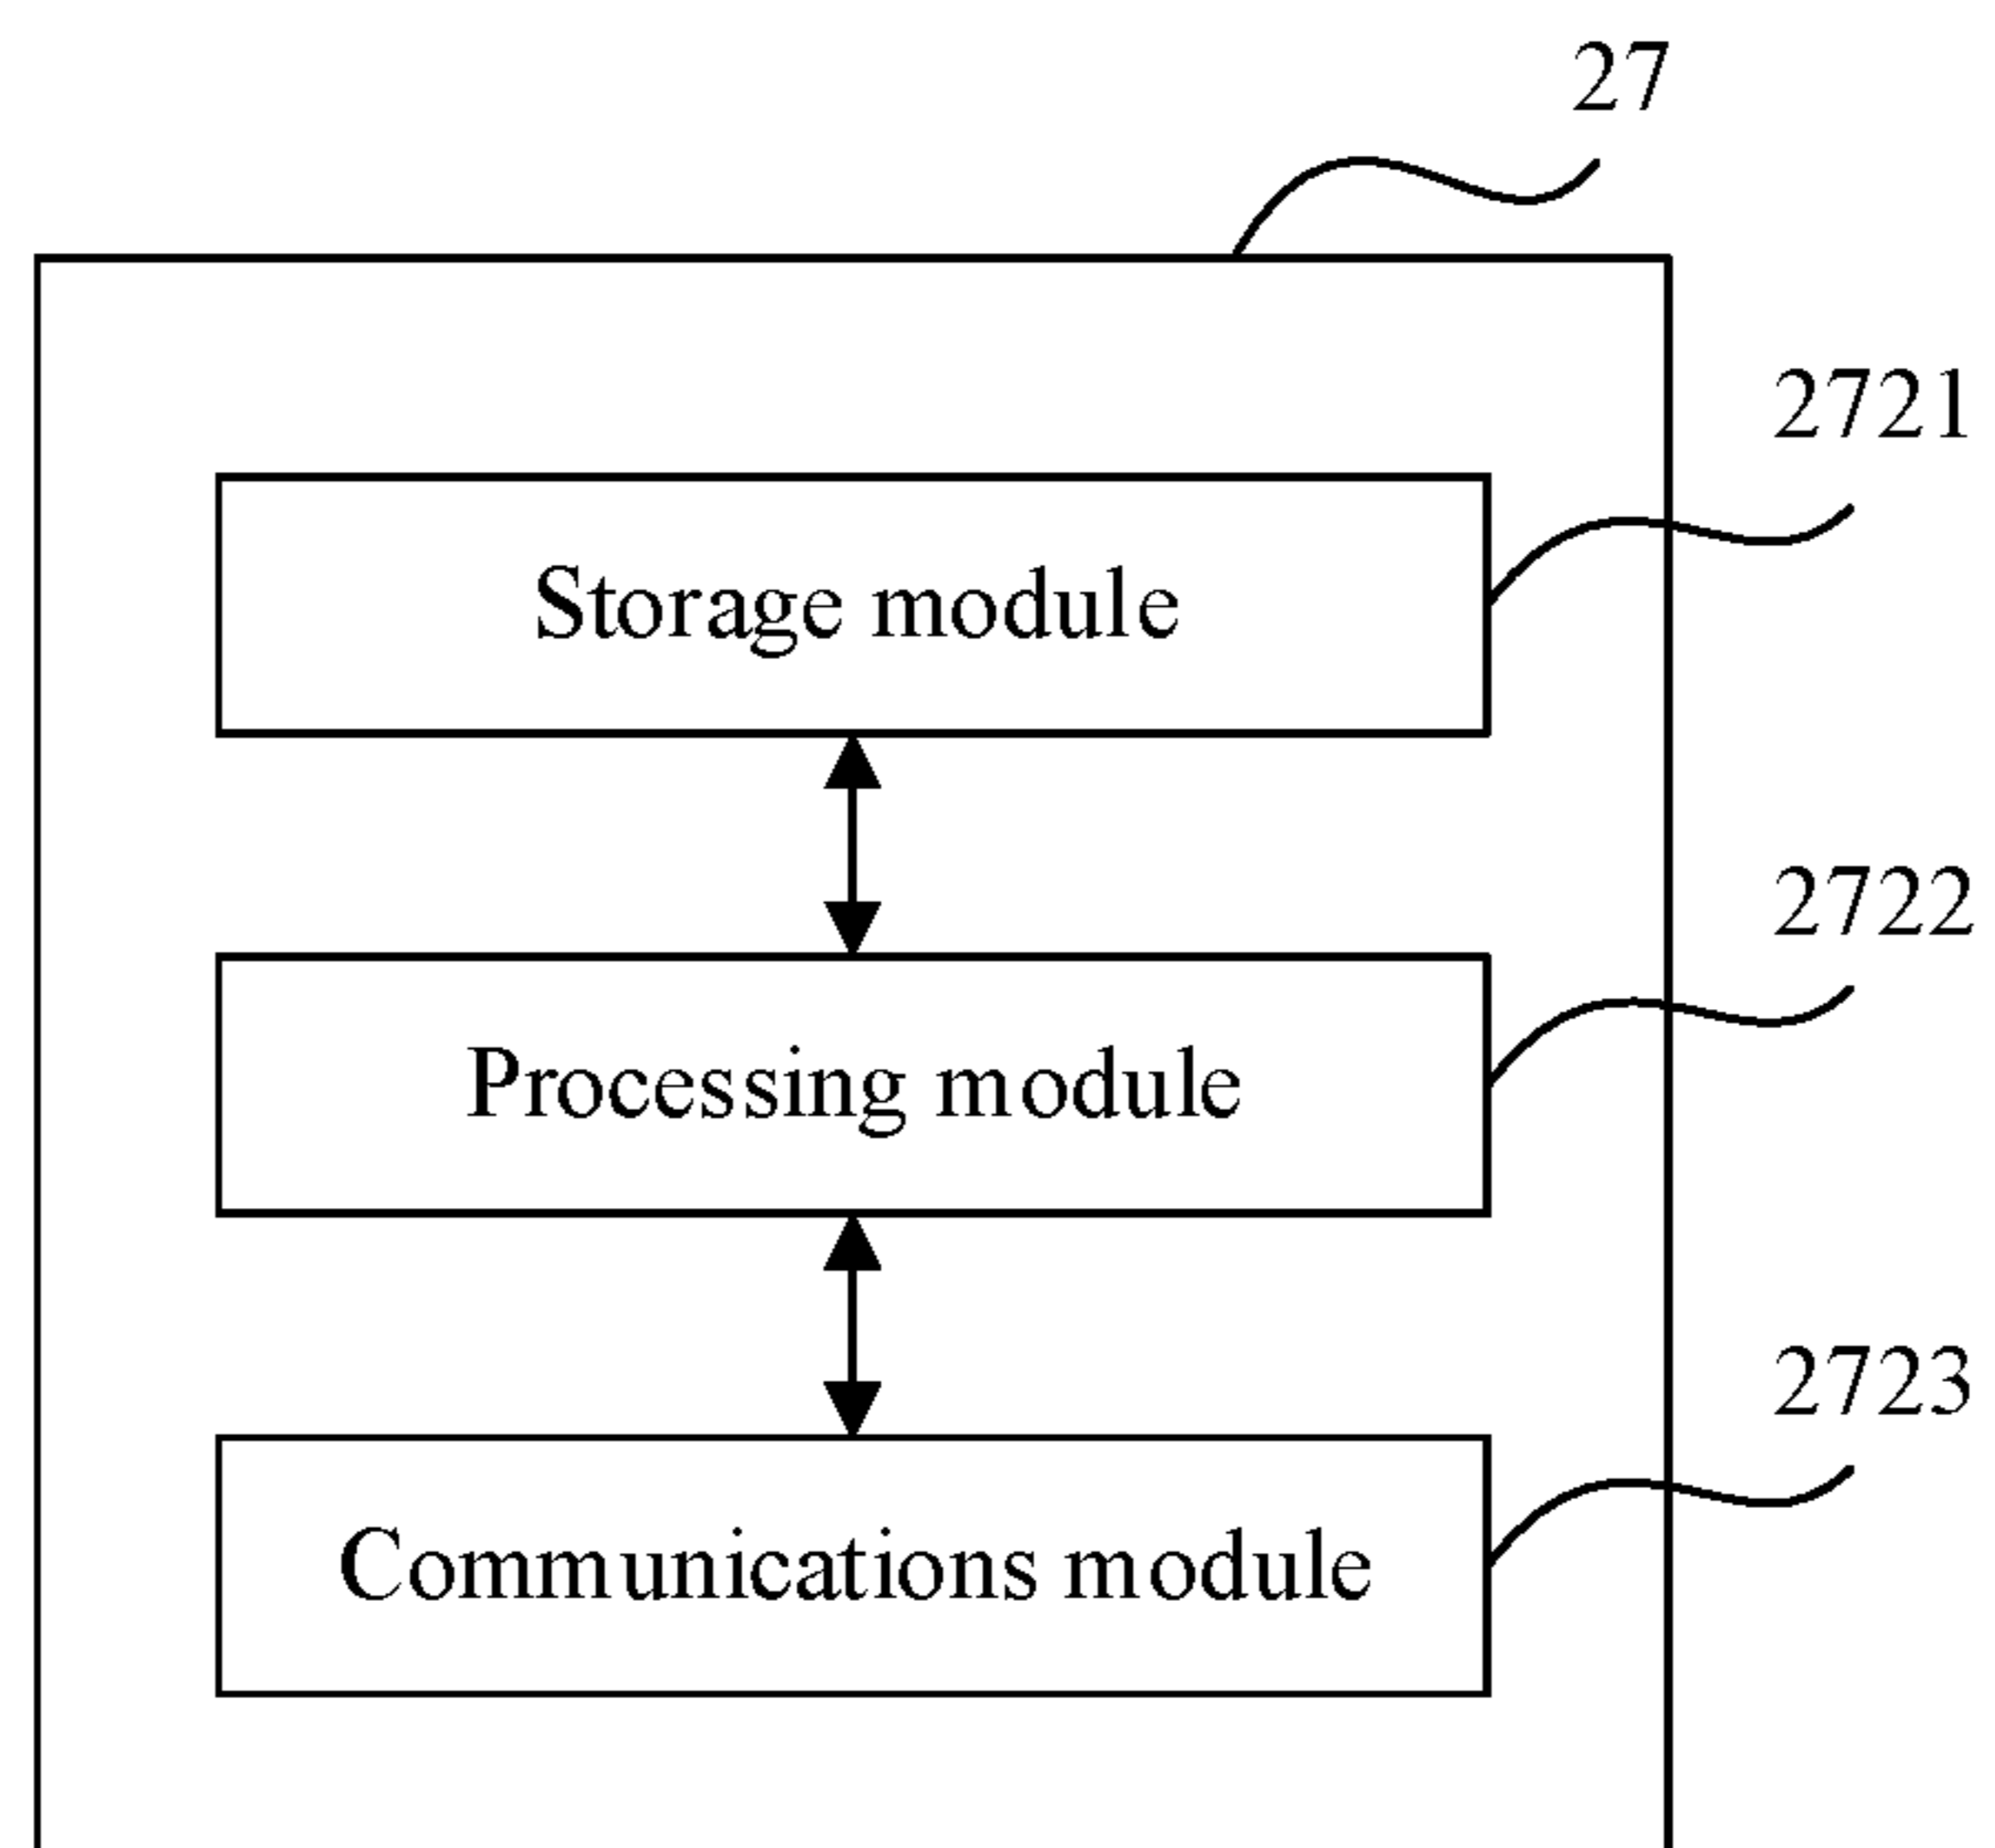 27
2721
Storage module
2722
Processing module
2723
Communications module